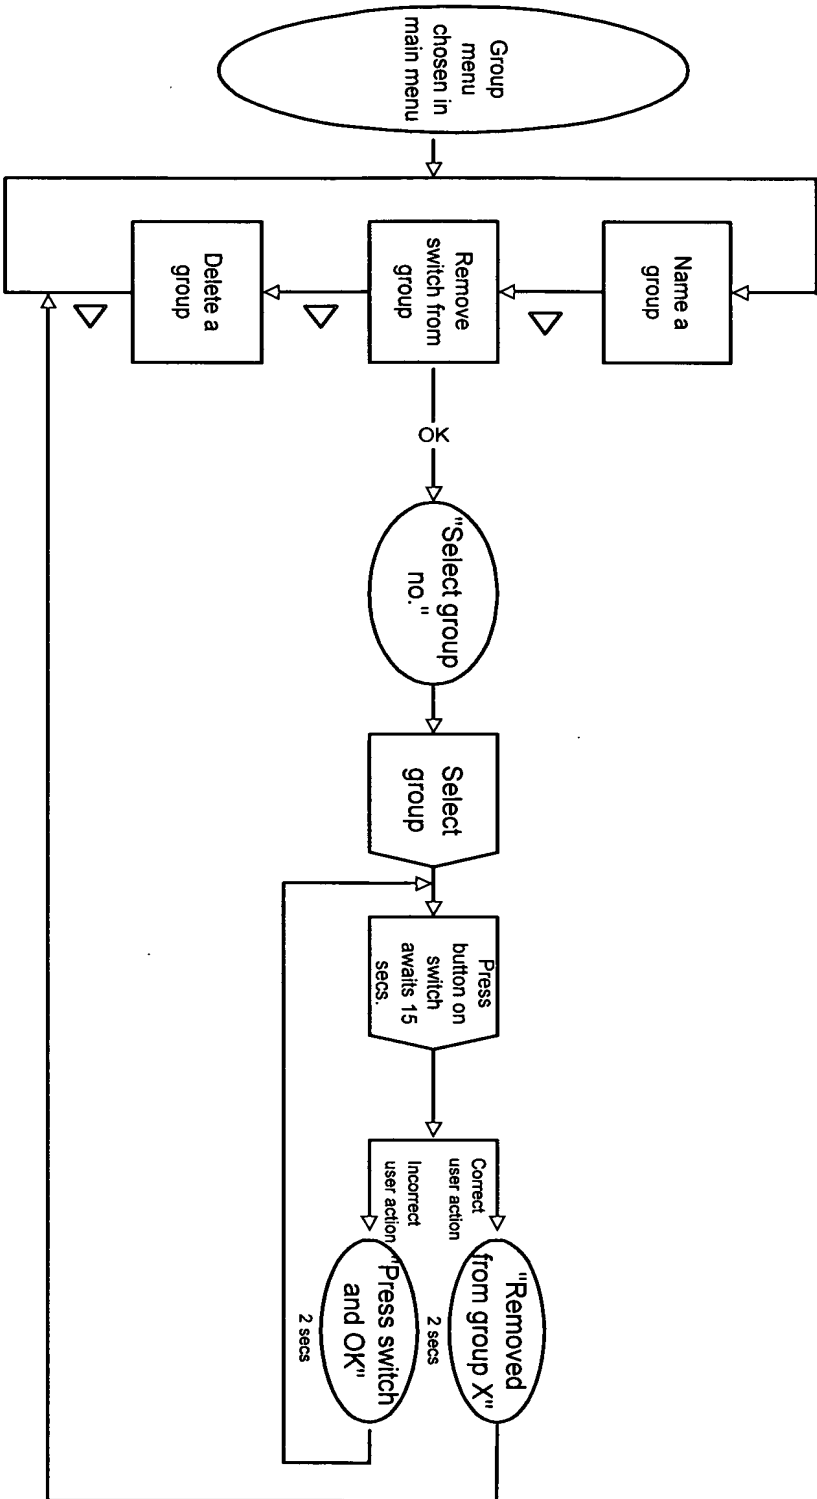 Group
menu
chosen in
main menu
Name a
group
Remove
switch from
group
Delete a
group
OK
"Select group
no."
Select
group
Press
button on
switch
awaits 15
secs.
Correct
user action
Incorrect
user action
"Removed
from group X"
2 secs
"Press switch
and OK"
2 secs